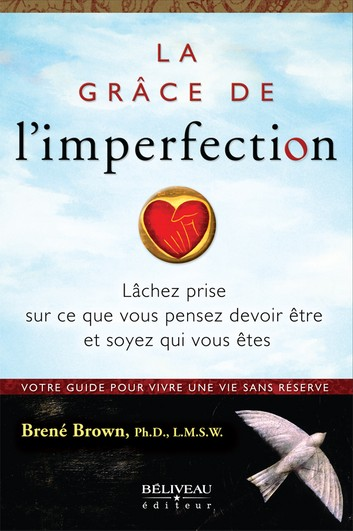 LA
GRÂCE DE
l'imperfection
Lâchez prise
sur ce que vous pensez devoir être
et soyez qui vous êtes
VOTRE GUIDE POUR VIVRE UNE VIE SANS RÉSERVE
Brené Brown, Ph.D., L.M.S.W.
BÉLIVEAU
éditeur